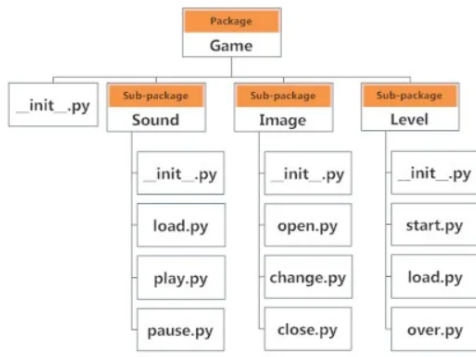 Package
Game
__init__.py
Sub-package
Sound
__init__.py
load.py
play.py
pause.py
Sub-package
Image
__init__.py
open.py
change.py
close.py
Sub-package
Level
__init__.py
start.py
load.py
over.py